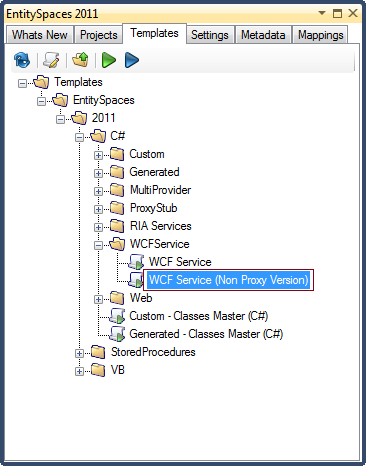 EntitySpaces 2011
Whats New Projects Templates Settings Metadata Mappings
Templates
EntitySpaces
2011
C#
Custom
Generated
MultiProvider
ProxyStub
RIA Services
WCFService
WCF Service
WCF Service (Non Proxy Version)
Web
Custom - Classes Master (C#)
Generated - Classes Master (C#)
StoredProcedures
VB